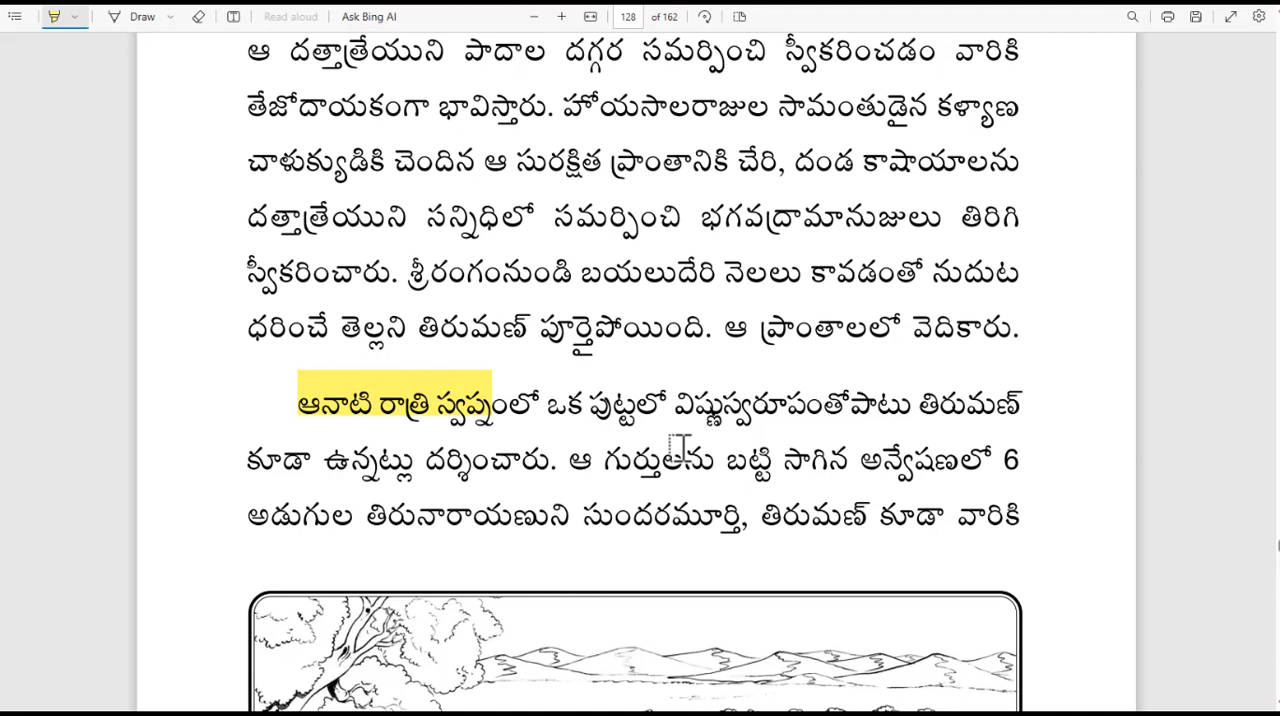 Draw
Read aloud
Ask Bing AI
128 of 162
ఆ దత్తాత్రేయుని పాదాల దగ్గర సమర్పించి స్వీకరించడం వారికి
తేజోదాయకంగా భావిస్తారు. హోయసాలరాజుల సామంతుడైన కళ్యాణ
చాళుక్యుడికి చెందిన ఆ సురక్షిత ప్రాంతానికి చేరి, దండ కాషాయాలను
దత్తాత్రేయుని సన్నిధిలో సమర్పించి భగవద్రామానుజులు తిరిగి
స్వీకరించారు. శ్రీరంగంనుండి బయలుదేరి నెలలు కావడంతో నుదుట
ధరించే తెల్లని తిరుమణ్ పూర్తైపోయింది. ఆ ప్రాంతాలలో వెదికారు.
ఆనాటి రాత్రి స్వప్నంలో ఒక పుట్టలో విష్ణుస్వరూపంతోపాటు తిరుమణ్
కూడా ఉన్నట్లు దర్శించారు. ఆ గుర్తులను బట్టి సాగిన అన్వేషణలో 6
అడుగుల తిరునారాయణుని సుందరమూర్తి, తిరుమణ్ కూడా వారికి